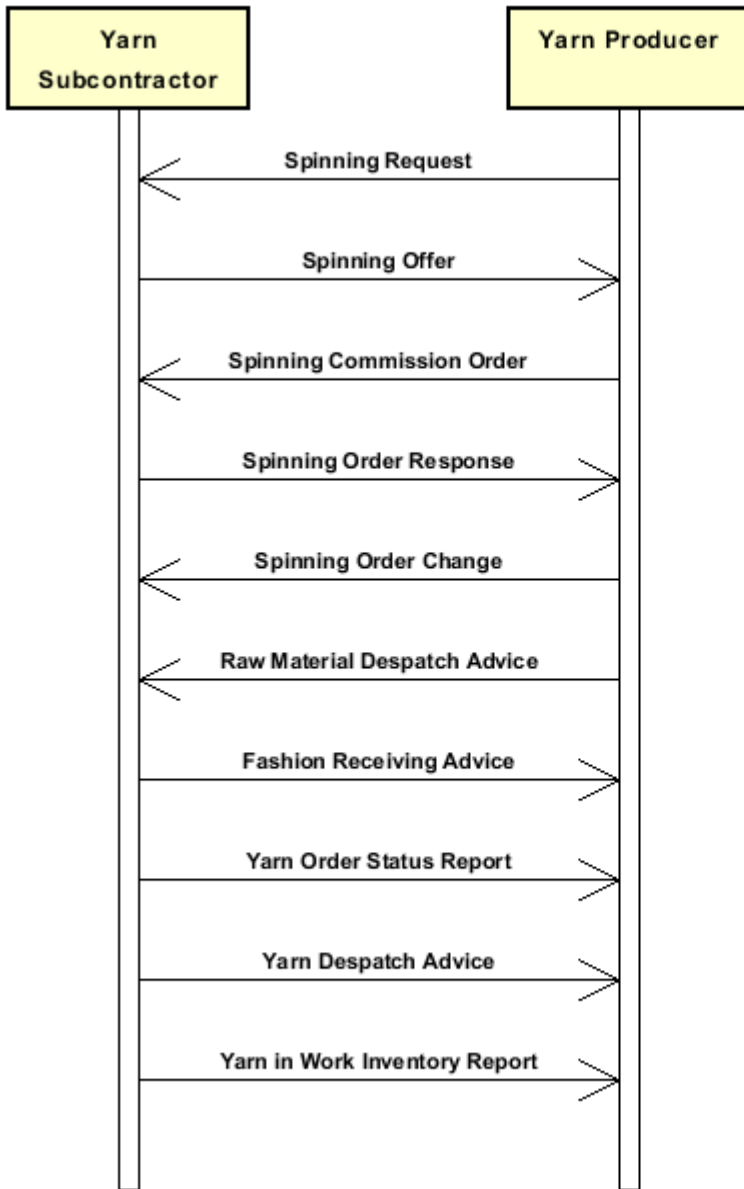 Yarn
Subcontractor
Yarn Producer
Spinning Request
Spinning Offer
Spinning Commission Order
Spinning Order Response
Spinning Order Change
Raw Material Despatch Advice
Fashion Receiving Advice
Yarn Order Status Report
Yarn Despatch Advice
Yarn in Work Inventory Report